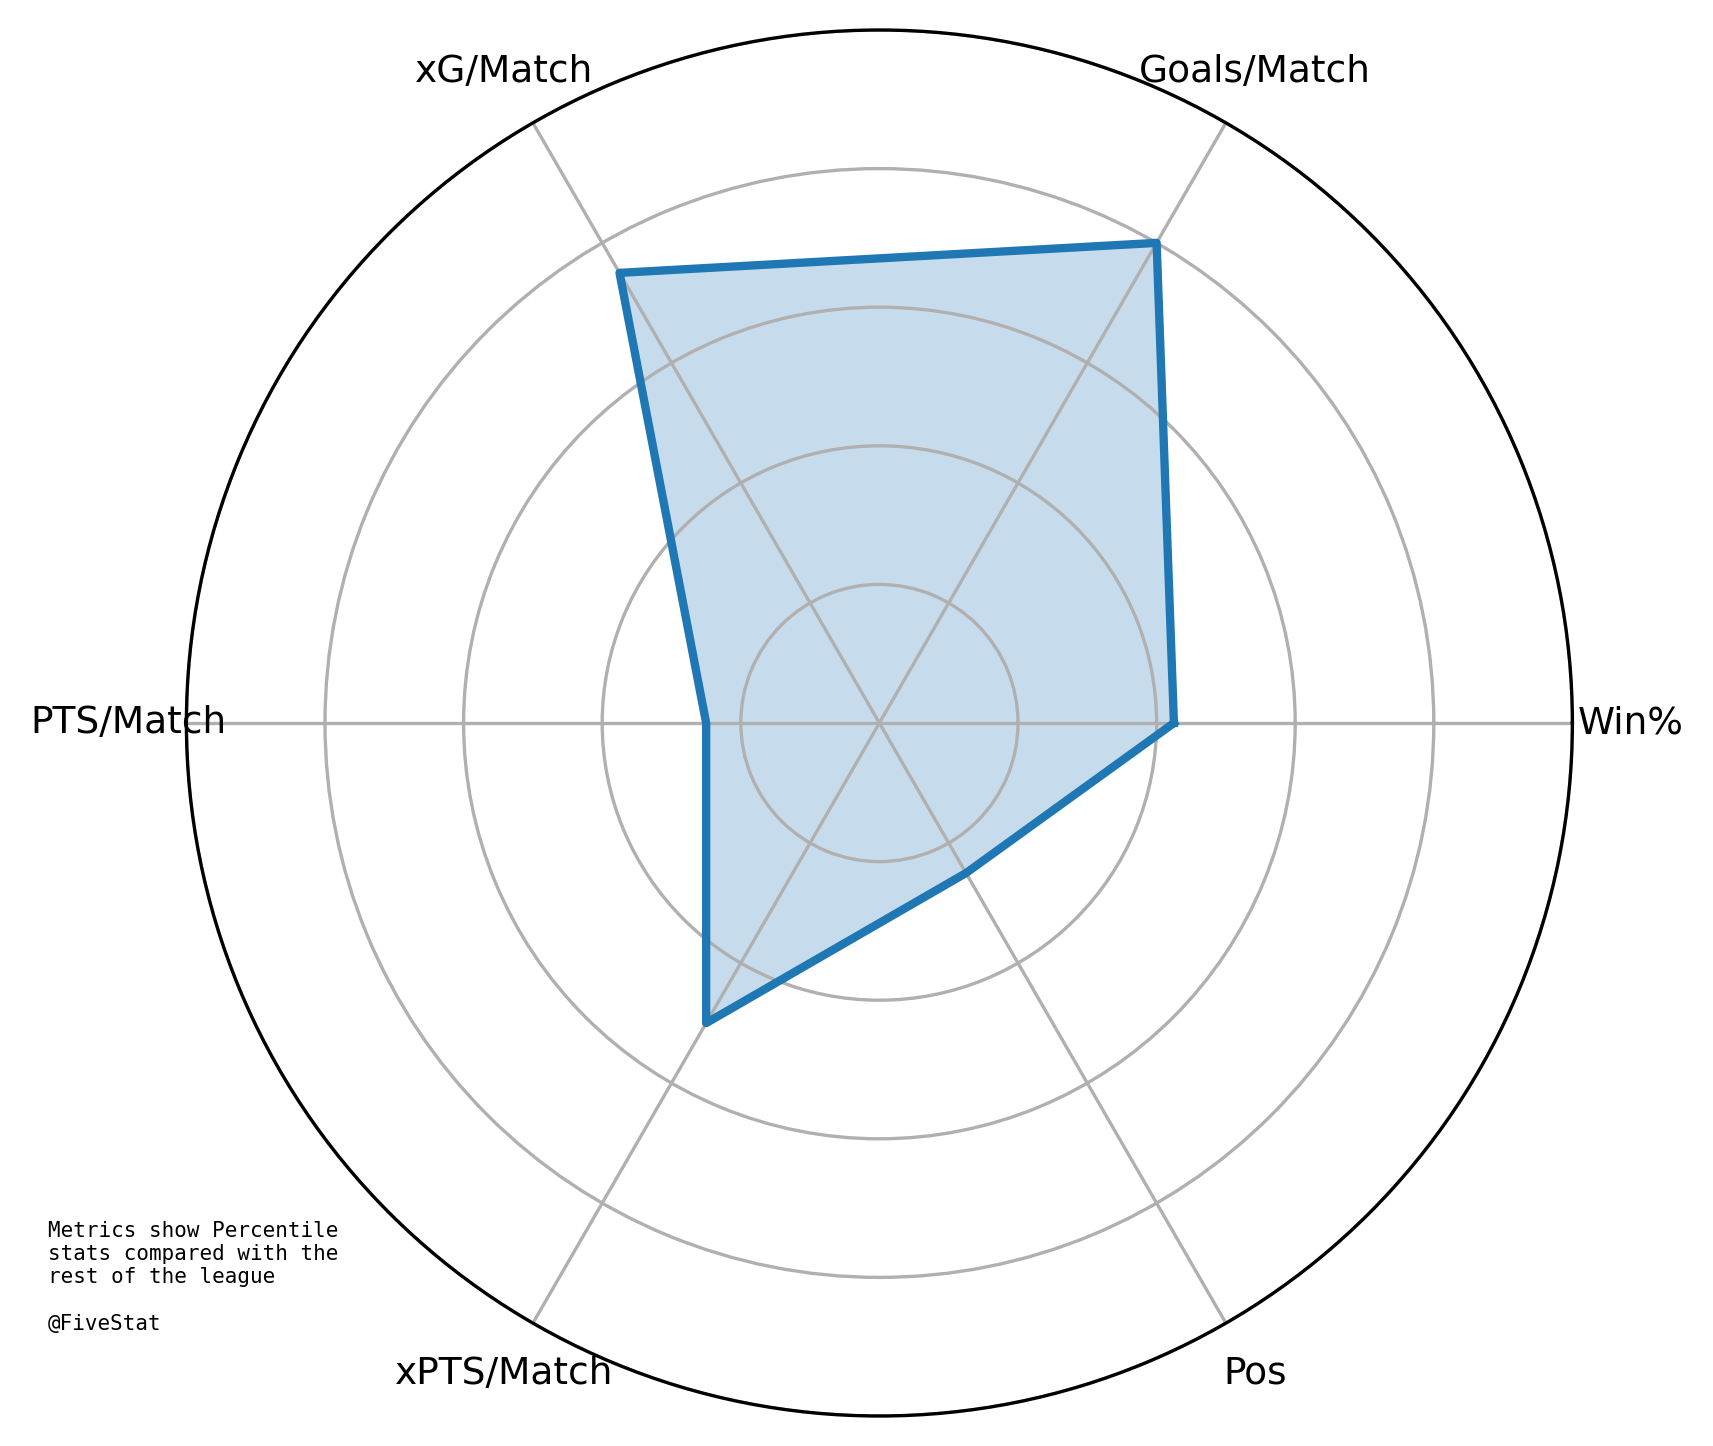 xG/Match
Goals/Match
PTS/Match
Win%
Metrics show Percentile
stats compared with the
rest of the league
@FiveStat
xPTS/Match
Pos